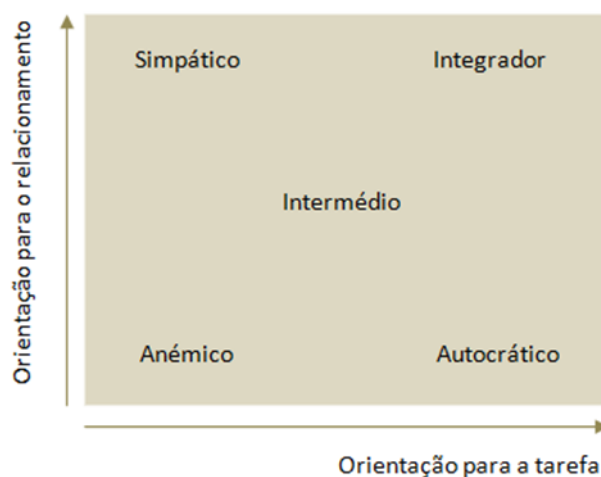 Orientação para o relacionamento
Simpático
Integrador
Intermédio
Anémico
Autocrático
Orientação para a tarefa